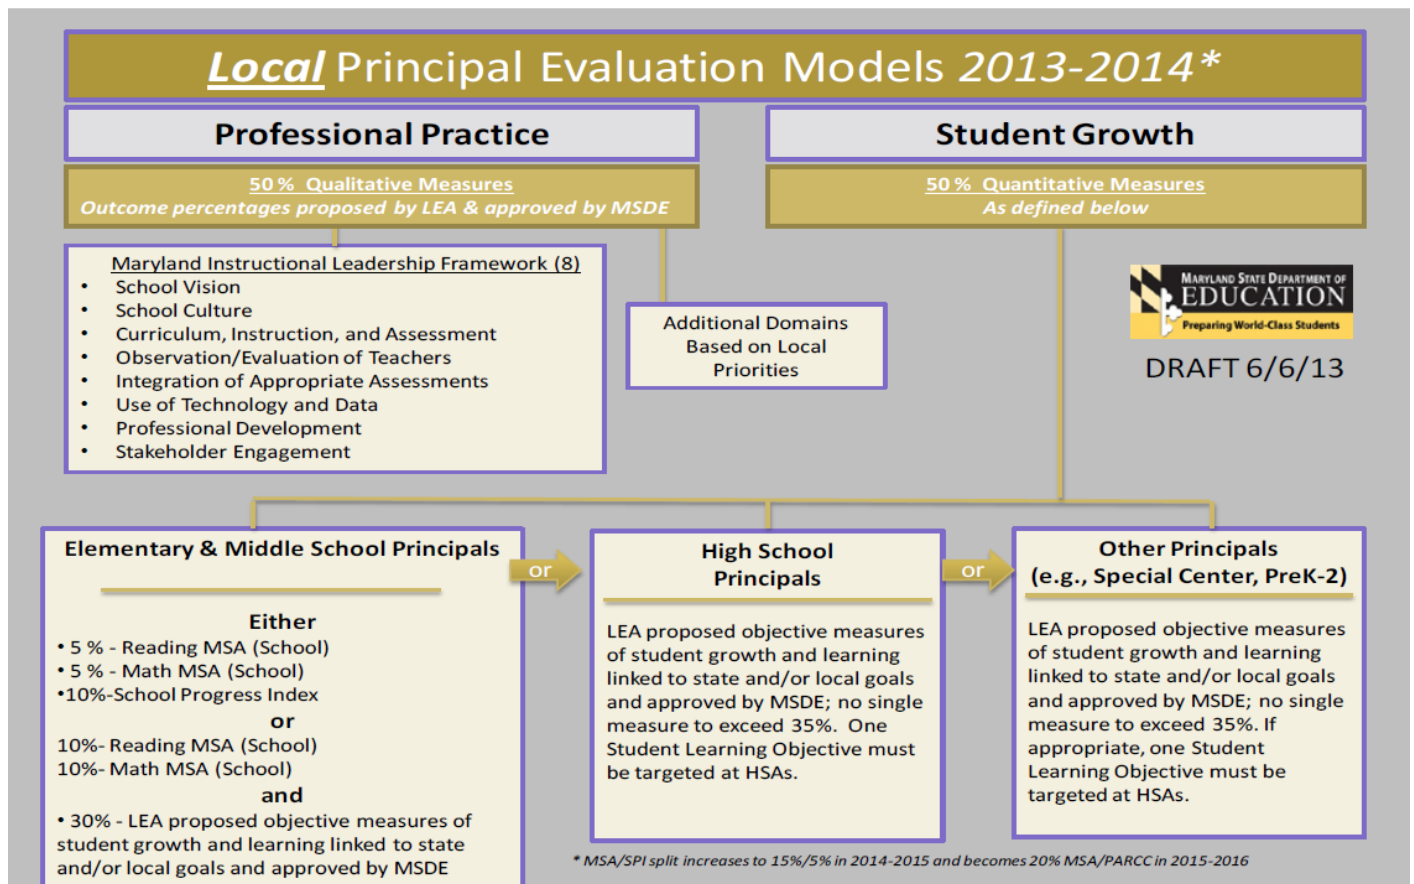 Local Principal Evaluation Models 2013-2014*
Professional Practice
50 % Qualitative Measures
Outcome percentages proposed by LEA & approved by MSDE
Student Growth
50 % Quantitative Measures
As defined below
Maryland Instructional Leadership Framework (8)
• School Vision
• School Culture
• Curriculum, Instruction, and Assessment
• Observation/Evaluation of Teachers
• Integration of Appropriate Assessments
• Use of Technology and Data
• Professional Development
• Stakeholder Engagement
Additional Domains
Based on Local
Priorities
MARYLAND STATE DEPARTMENT OF
EDUCATION
Preparing World-Class Students
DRAFT 6/6/13
Elementary & Middle School Principals
Either
• 5 % - Reading MSA (School)
• 5 % - Math MSA (School)
•10%-School Progress Index
or
10%- Reading MSA (School)
10%- Math MSA (School)
and
• 30% - LEA proposed objective measures of
student growth and learning linked to state
and/or local goals and approved by MSDE
or
High School
Principals
LEA proposed objective measures
of student growth and learning
linked to state and/or local goals
and approved by MSDE; no single
measure to exceed 35%. One
Student Learning Objective must
be targeted at HSAs.
or
Other Principals
(e.g., Special Center, PreK-2)
LEA proposed objective measures
of student growth and learning
linked to state and/or local goals
and approved by MSDE; no single
measure to exceed 35%. If
appropriate, one Student
Learning Objective must be
targeted at HSAs.
* MSA/SPI split increases to 15%/5% in 2014-2015 and becomes 20% MSA/PARCC in 2015-2016